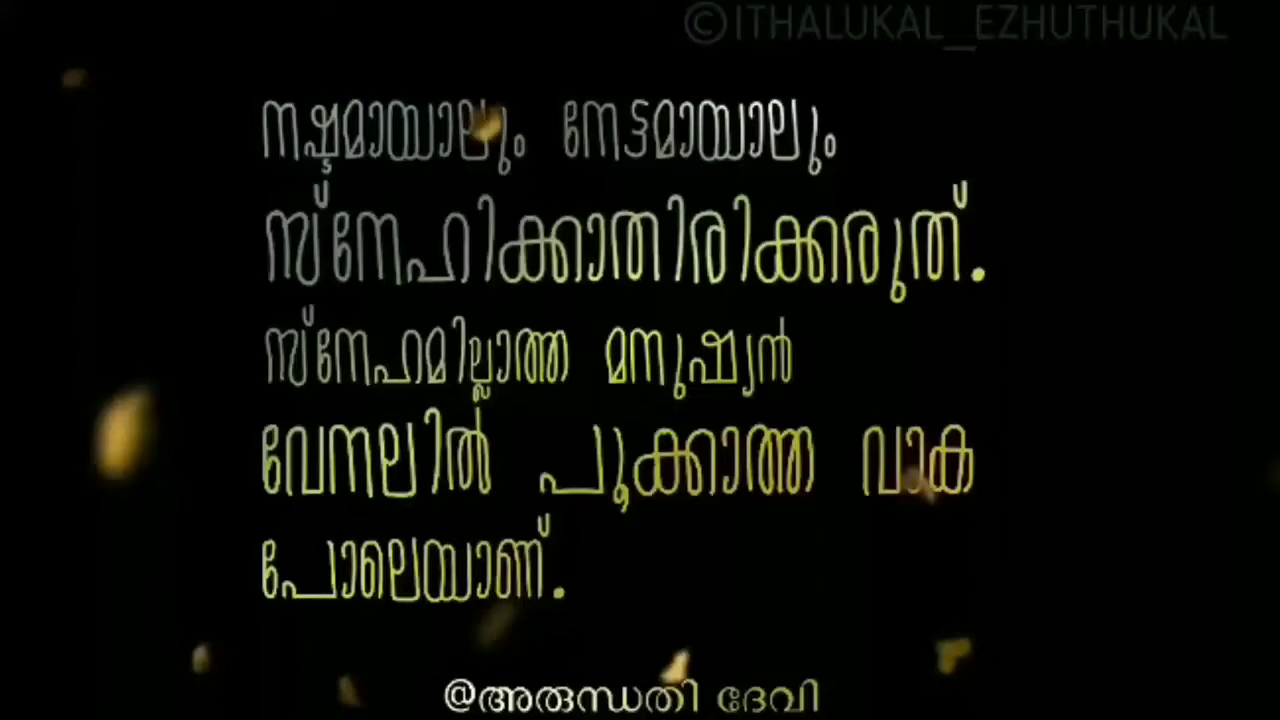 ©ITHALUKAL_EZHUTHUKAL
നഷ്ടമായാലും നേട്ടമായാലും
സ്നേഹിക്കാതിരിക്കരുത്.
സ്നേഹമില്ലാത്ത മനുഷ്യൻ
വേനലിൽ പൂക്കാത്ത വാക
പോലെയാണ്.
@അരുന്ധതി ദേവി